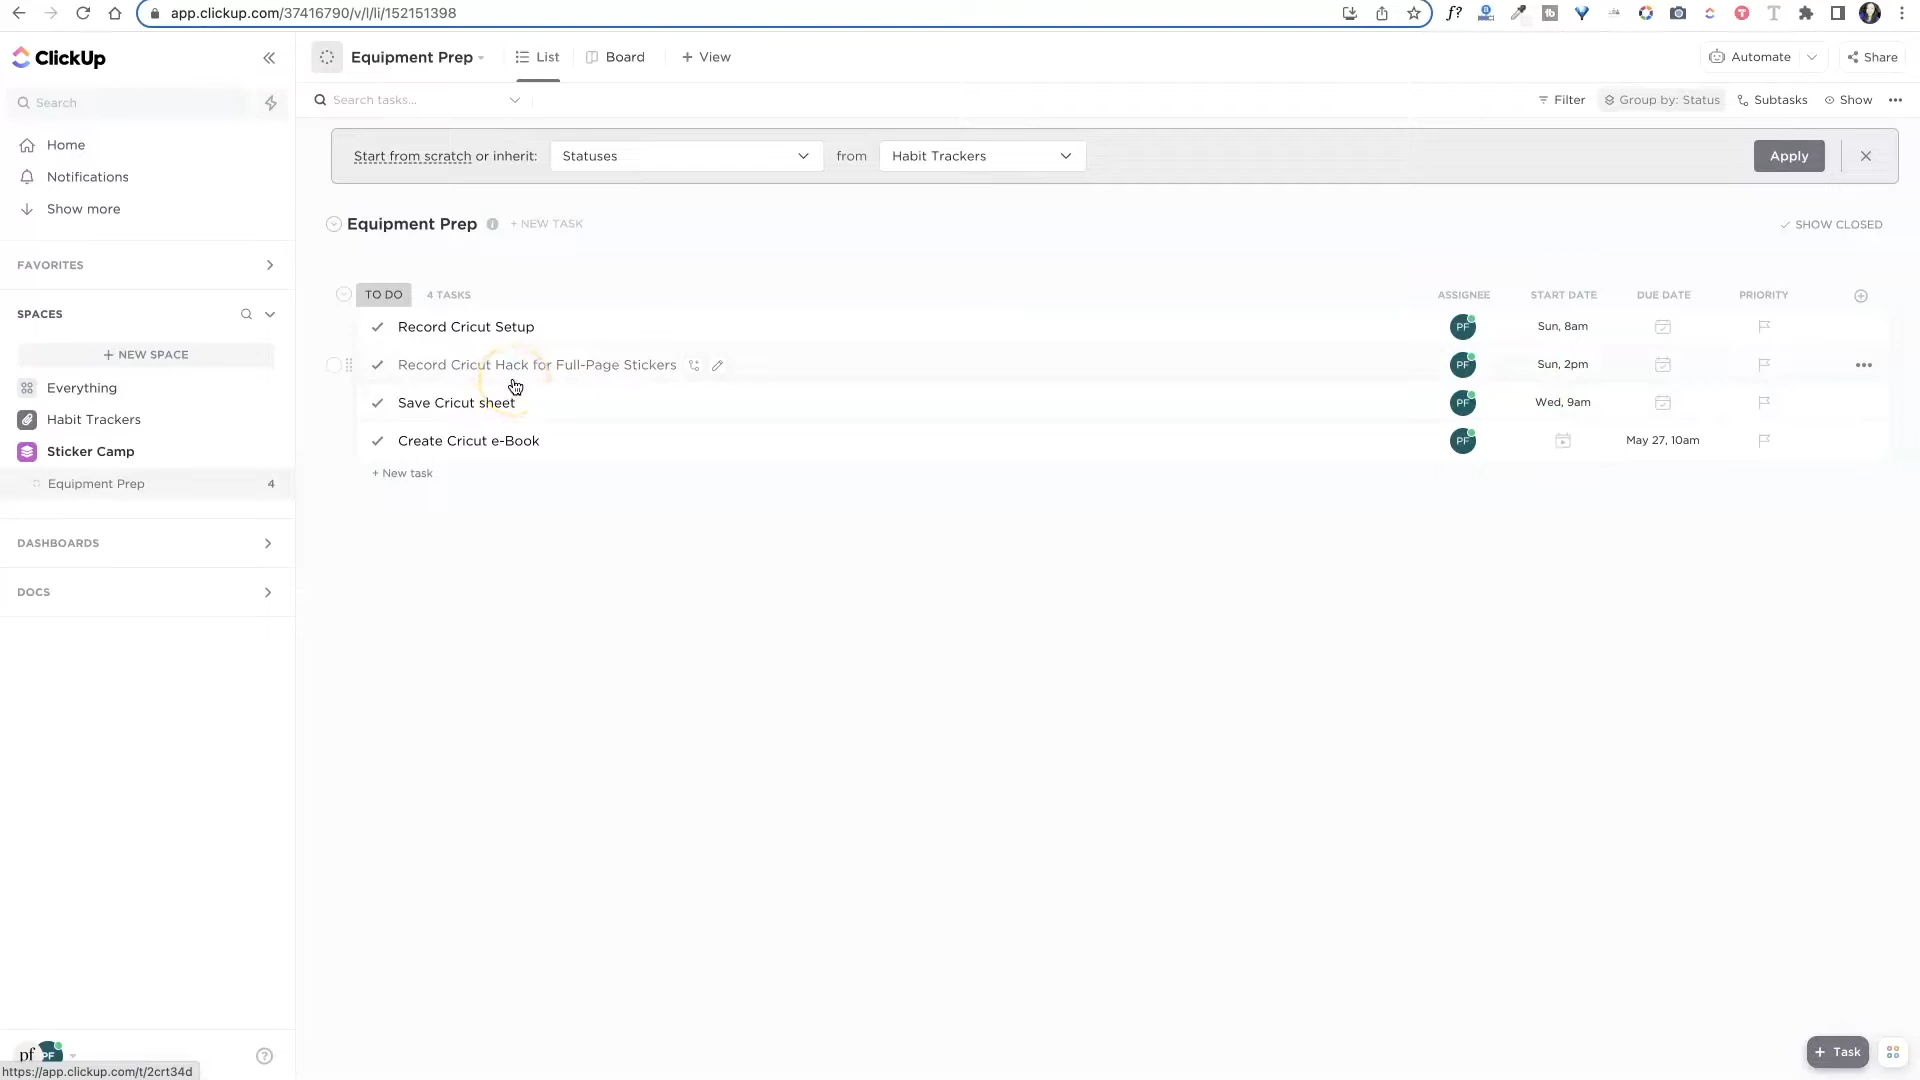 app.clickup.com/37416790/v/l/li/152151398
f?
ClickUp
Equipment Prep
List
Board
+ View
Automate
Share
Search
Search tasks...
Filter
Group by: Status
Subtasks
Show
Home
Notifications
Show more
Start from scratch or inherit:
Statuses
from
Habit Trackers
Apply
FAVORITES
SPACES
+ NEW SPACE
Everything
Habit Trackers
Sticker Camp
Equipment Prep 4
DASHBOARDS
DOCS
Equipment Prep
+ NEW TASK
SHOW CLOSED
TO DO 4 TASKS ASSIGNEE START DATE DUE DATE PRIORITY
Record Cricut Setup PF Sun, 8am
Record Cricut Hack for Full-Page Stickers PF Sun, 2pm
Save Cricut sheet PF Wed, 9am
Create Cricut e-Book PF May 27, 10am
+ New task
pf PF
https://app.clickup.com/t/2crt34d
+ Task